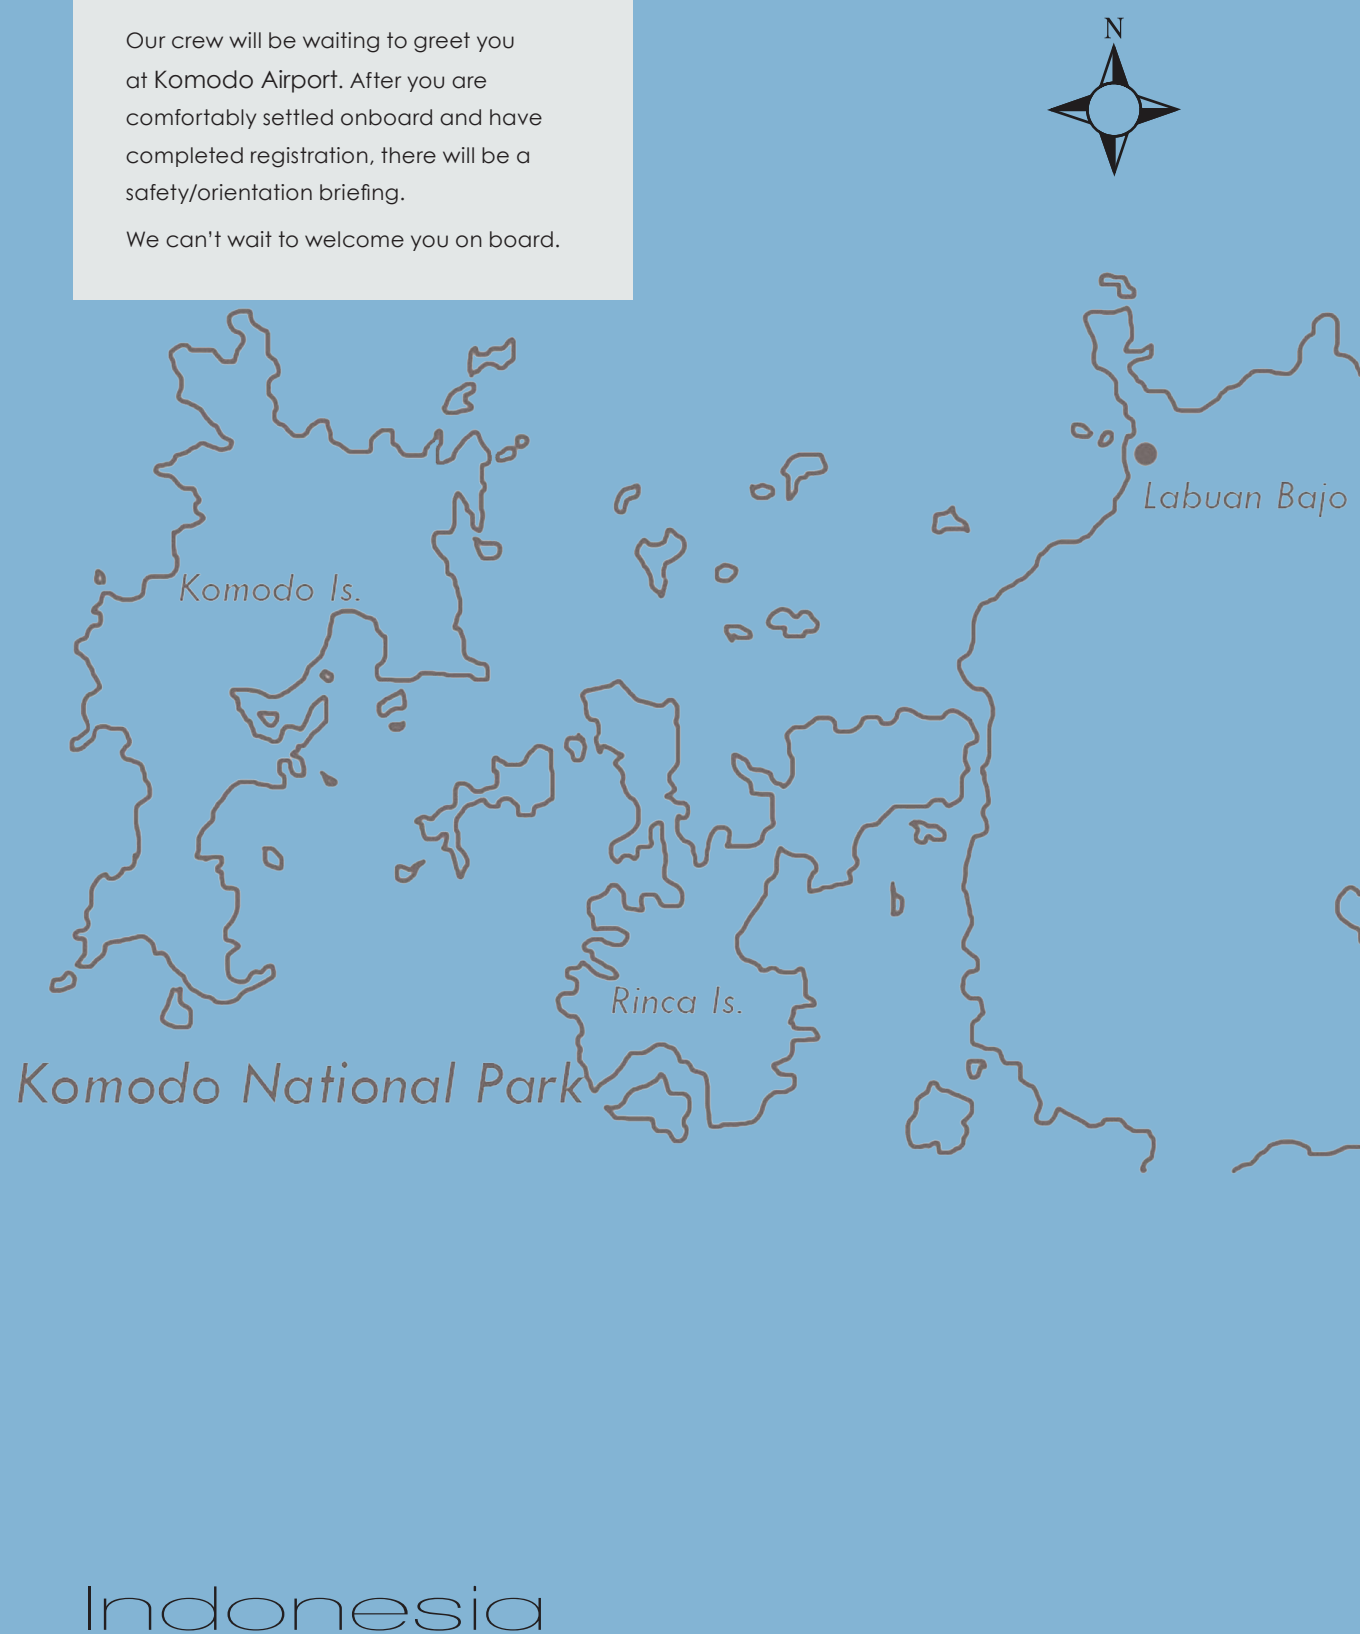 Our crew will be waiting to greet you
at Komodo Airport. After you are
comfortably settled onboard and have
completed registration, there will be a
safety/orientation briefing.
We can’t wait to welcome you on board.
N
Labuan Bajo
Komodo Is.
Rinca Is.
Komodo National Park
Indonesia